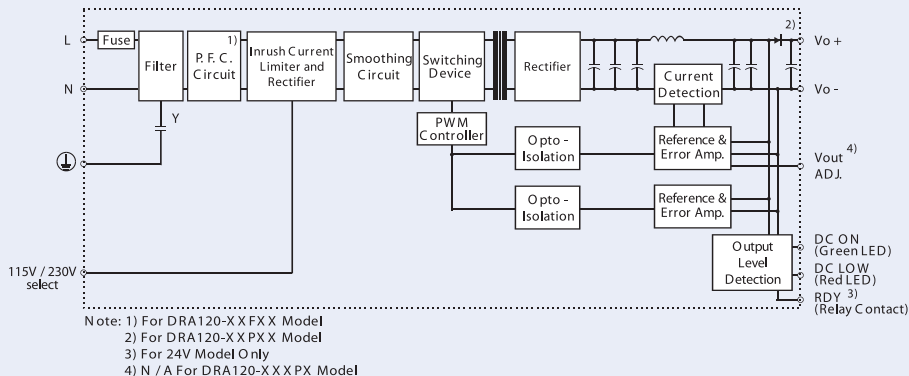 L
Fuse
Filter
1)
P. F. C.
Circuit
Inrush Current
Limiter and
Rectifier
Smoothing
Circuit
Switching
Device
Rectifier
2)
Vo +
N
Vo -
Current
Detection
Y
PWM
Controller
Opto -
Isolation
Reference &
Error Amp.
Vout 4)
ADJ.
Opto -
Isolation
Reference &
Error Amp.
Output
Level
Detection
DC ON
(Green LED)
DC LOW
(Red LED)
RDY 3)
(Relay Contact)
115V / 230V
select
Note: 1) For DRA120-XXFXX Model
2) For DRA120-XXPXX Model
3) For 24V Model Only
4) N / A For DRA120-XXXPX Model